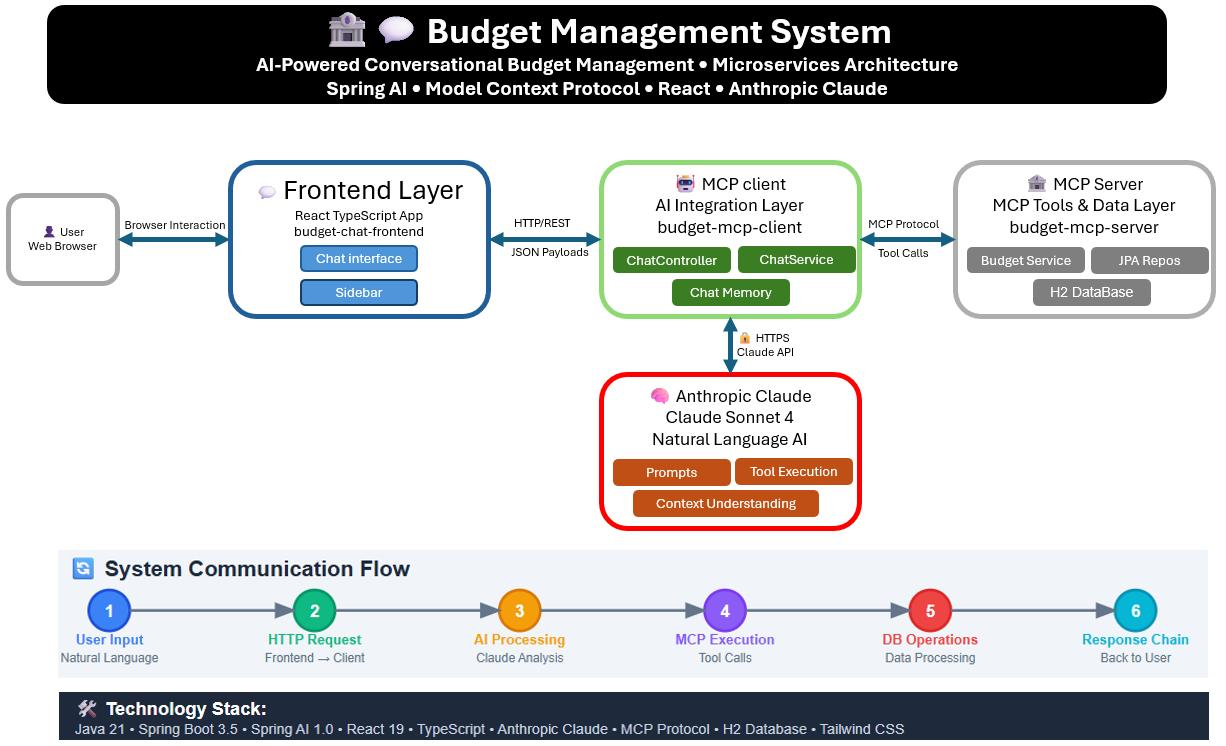 Budget Management System
AI-Powered Conversational Budget Management • Microservices Architecture
Spring AI • Model Context Protocol • React • Anthropic Claude
User
Web Browser
Browser Interaction
Frontend Layer
React TypeScript App
budget-chat-frontend
Chat interface
Sidebar
HTTP/REST
JSON Payloads
MCP client
AI Integration Layer
budget-mcp-client
ChatController
ChatService
Chat Memory
MCP Protocol
Tool Calls
MCP Server
MCP Tools & Data Layer
budget-mcp-server
Budget Service
JPA Repos
H2 DataBase
HTTPS
Claude API
Anthropic Claude
Claude Sonnet 4
Natural Language AI
Prompts
Tool Execution
Context Understanding
System Communication Flow
1
User Input
Natural Language
2
HTTP Request
Frontend → Client
3
AI Processing
Claude Analysis
4
MCP Execution
Tool Calls
5
DB Operations
Data Processing
6
Response Chain
Back to User
Technology Stack:
Java 21 • Spring Boot 3.5 • Spring AI 1.0 • React 19 • TypeScript • Anthropic Claude • MCP Protocol • H2 Database • Tailwind CSS